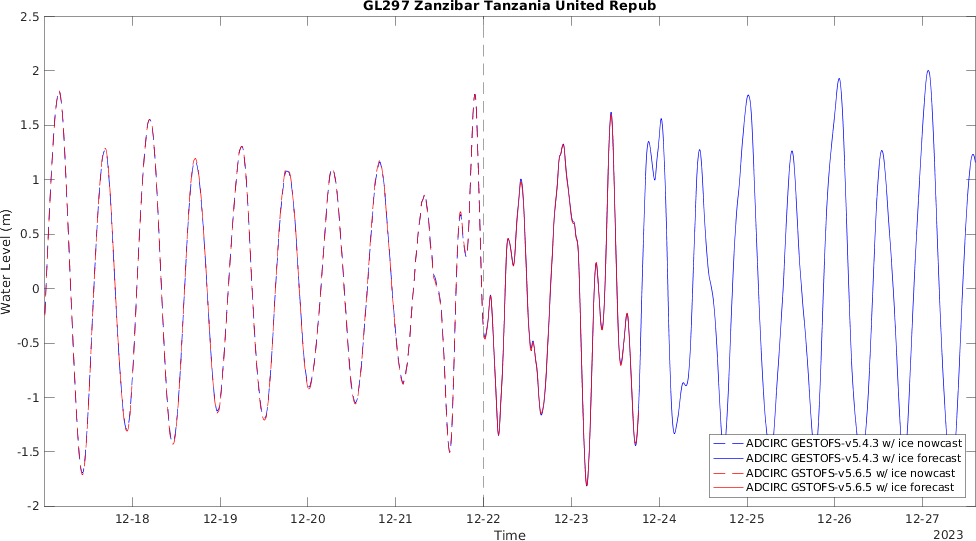 GL297 Zanzibar Tanzania United Repub
2.5
2
1.5
1
0.5
0
-0.5
-1
-1.5
-2
Water Level (m)
12-18 12-19 12-20 12-21 12-22 12-23 12-24 12-25 12-26 12-27
Time
2023
ADCIRC GESTOFS-v5.4.3 w/ ice nowcast
ADCIRC GESTOFS-v5.4.3 w/ ice forecast
ADCIRC GSTOFS-v5.6.5 w/ ice nowcast
ADCIRC GSTOFS-v5.6.5 w/ ice forecast